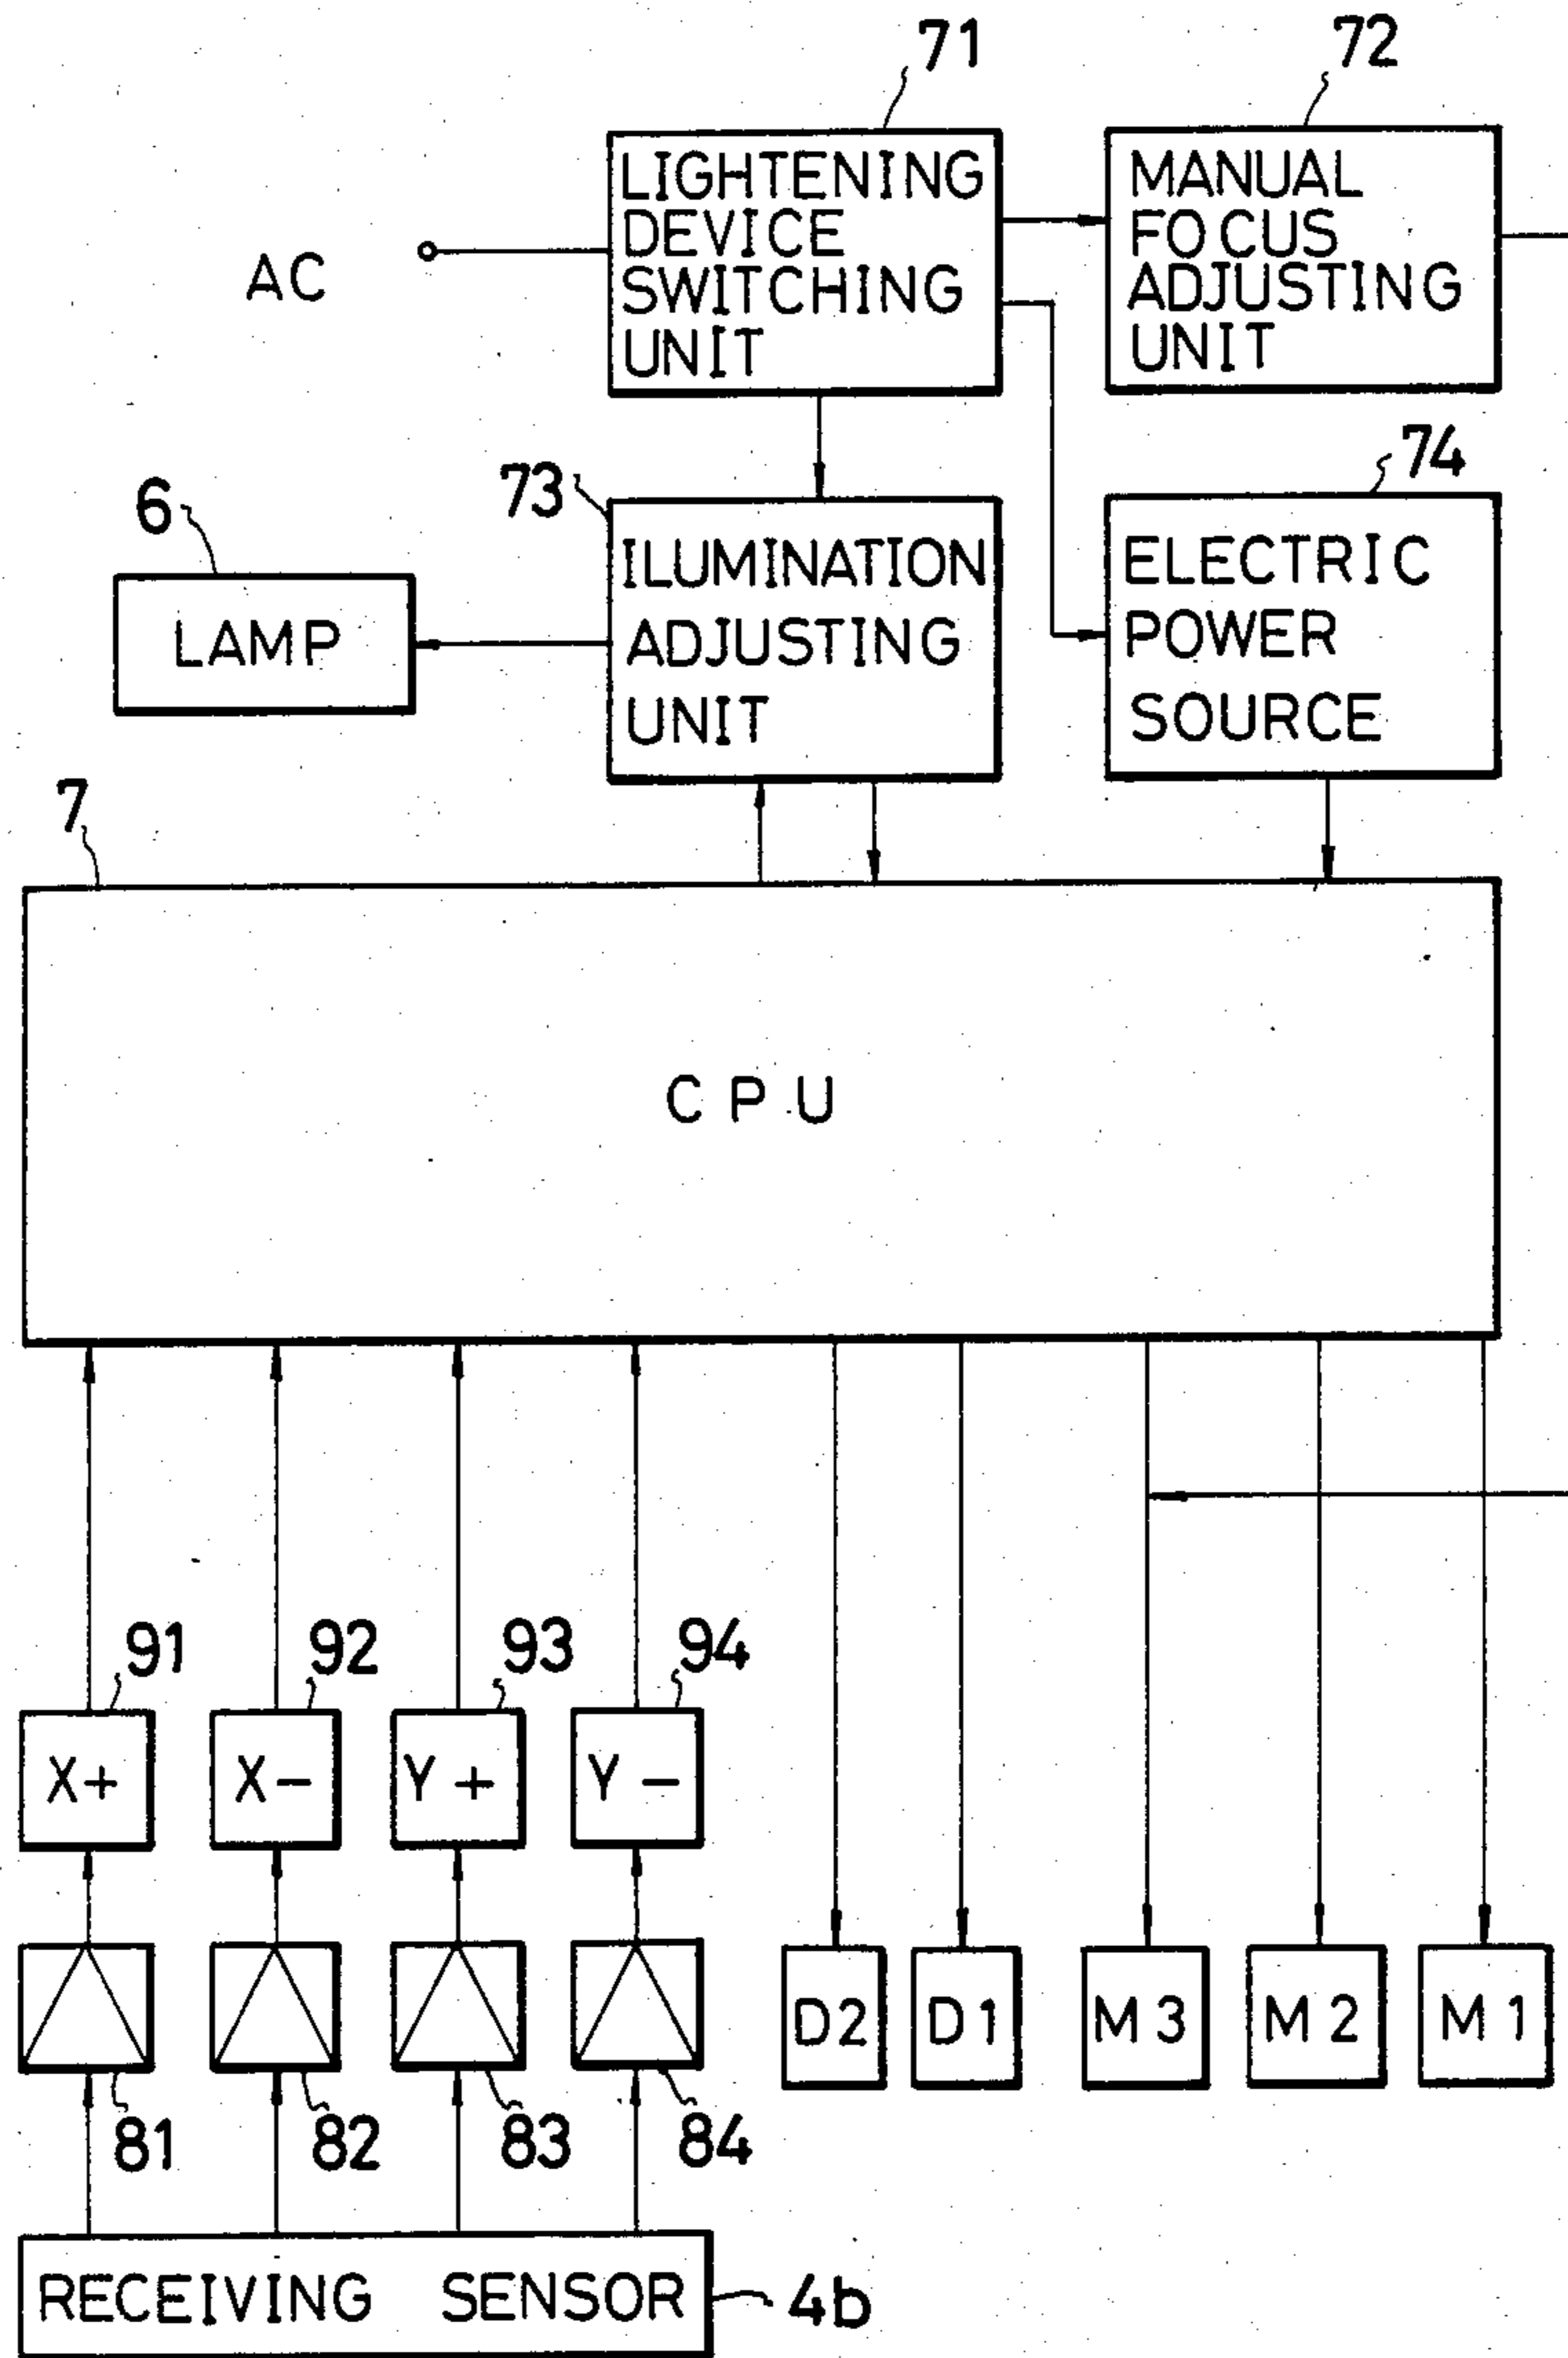 71
72
AC
LIGHTENING
DEVICE
SWITCHING
UNIT
MANUAL
FOCUS
ADJUSTING
UNIT
6
73
74
LAMP
ILUMINATION
ADJUSTING
UNIT
ELECTRIC
POWER
SOURCE
7
CPU
91
92
93
94
X+
X-
Y+
Y-
D2
D1
M3
M2
M1
81
82
83
84
RECEIVING SENSOR
4b